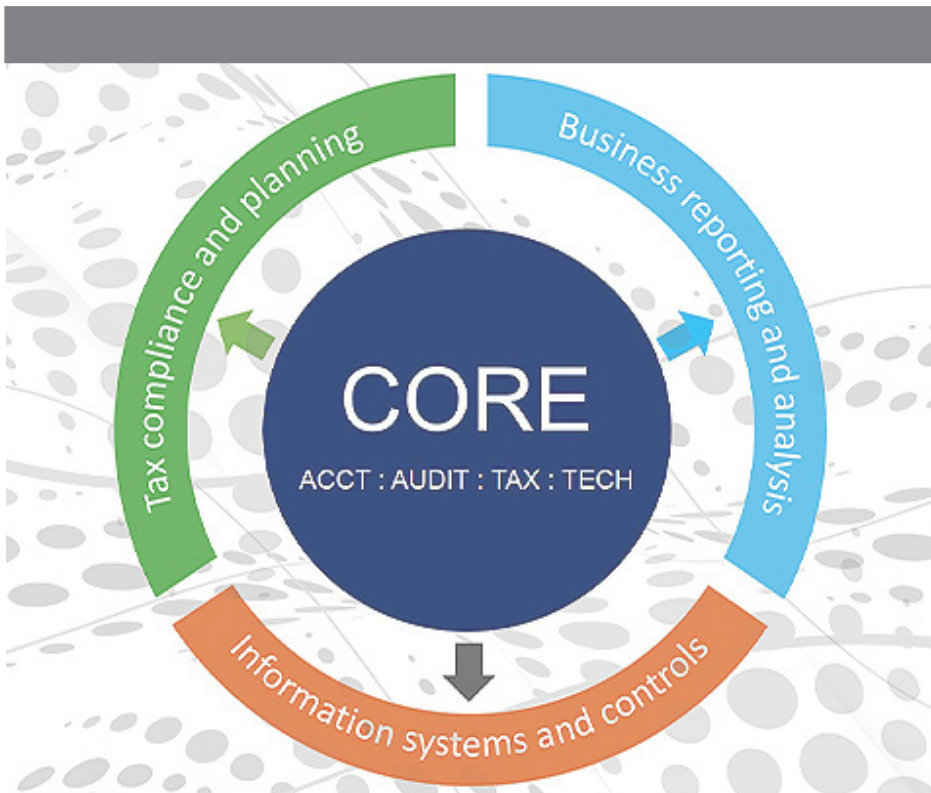 CORE
ACCT : AUDIT : TAX : TECH
Tax compliance and planning
Business reporting and analysis
Information systems and controls